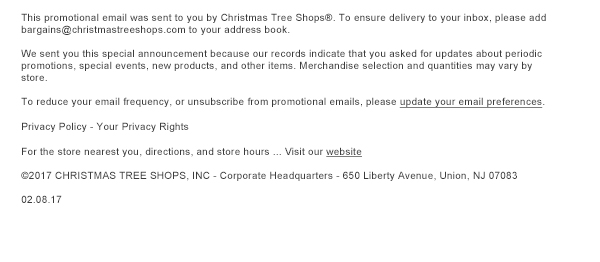 This promotional email was sent to you by Christmas Tree Shops®. To ensure delivery to your inbox, please add
bargains@christmastreeshops.com to your address book.
We sent you this special announcement because our records indicate that you asked for updates about periodic
promotions, special events, new products, and other items. Merchandise selection and quantities may vary by
store.
To reduce your email frequency, or unsubscribe from promotional emails, please update your email preferences.
Privacy Policy - Your Privacy Rights
For the store nearest you, directions, and store hours ... Visit our website
©2017 CHRISTMAS TREE SHOPS, INC - Corporate Headquarters - 650 Liberty Avenue, Union, NJ 07083
02.08.17